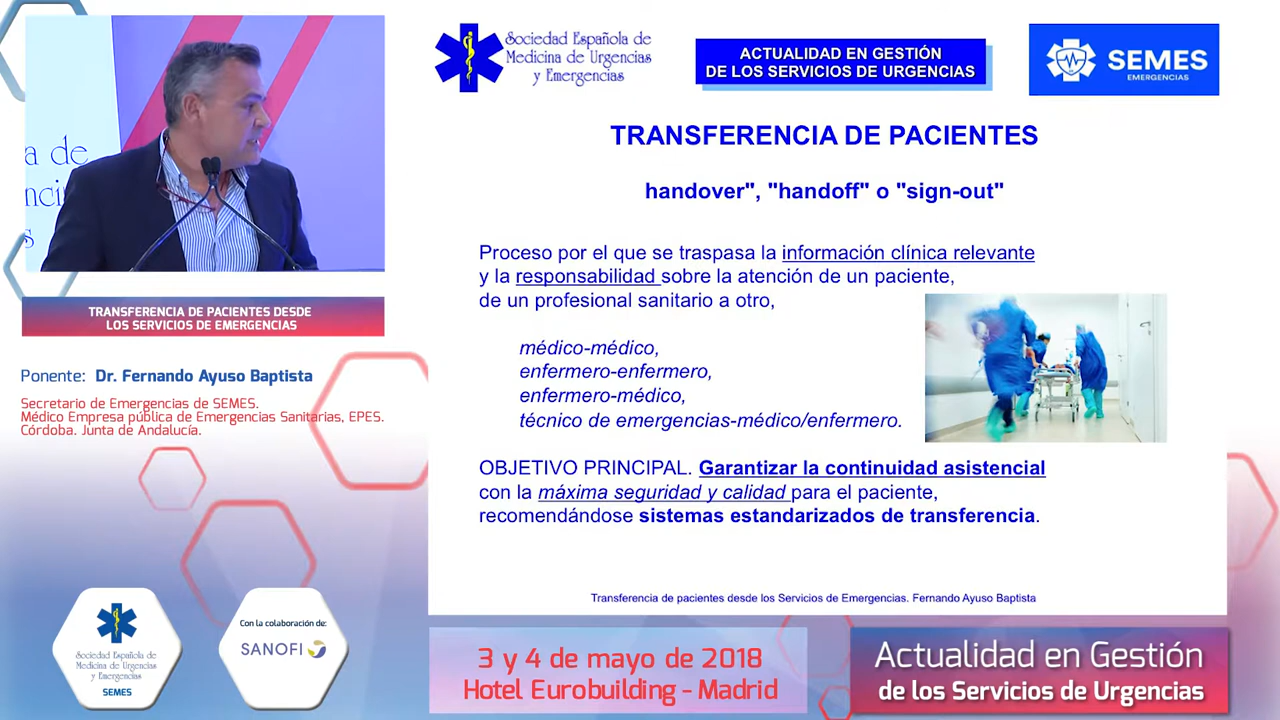 a de
nci
s
TRANSFERENCIA DE PACIENTES DESDE
LOS SERVICIOS DE EMERGENCIAS
Ponente: Dr. Fernando Ayuso Baptista
Secretario de Emergencias de SEMES.
Médico Empresa pública de Emergencias Sanitarias, EPES.
Córdoba. Junta de Andalucía.
Sociedad Española de
Medicina de Urgencias
y Emergencias
SEMES
Con la colaboración de:
SANOFI
Sociedad Española de
Medicina de Urgencias
y Emergencias
ACTUALIDAD EN GESTIÓN
DE LOS SERVICIOS DE URGENCIAS
SEMES
EMERGENCIAS
TRANSFERENCIA DE PACIENTES
handover", "handoff" o "sign-out"
Proceso por el que se traspasa la información clínica relevante
y la responsabilidad sobre la atención de un paciente,
de un profesional sanitario a otro,
médico-médico,
enfermero-enfermero,
enfermero-médico,
técnico de emergencias-médico/enfermero.
OBJETIVO PRINCIPAL. Garantizar la continuidad asistencial
con la máxima seguridad y calidad para el paciente,
recomendándose sistemas estandarizados de transferencia.
Transferencia de pacientes desde los Servicios de Emergencias. Fernando Ayuso Baptista
3 y 4 de mayo de 2018
Hotel Eurobuilding - Madrid
Actualidad en Gestión
de los Servicios de Urgencias